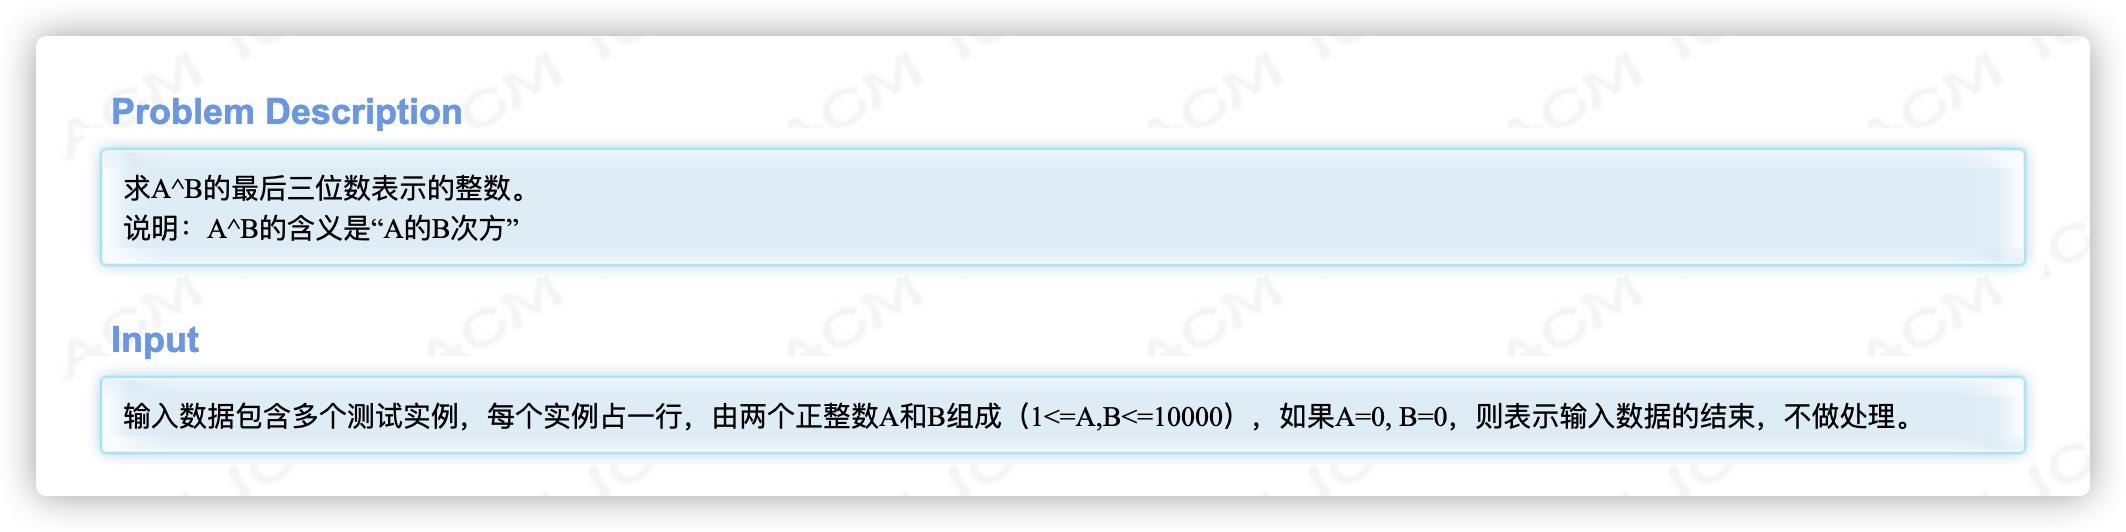 Problem Description
求A^B的最后三位数表示的整数。
说明：A^B的含义是“A的B次方”
Input
输入数据包含多个测试实例，每个实例占一行，由两个正整数A和B组成（1<=A,B<=10000），如果A=0, B=0，则表示输入数据的结束，不做处理。